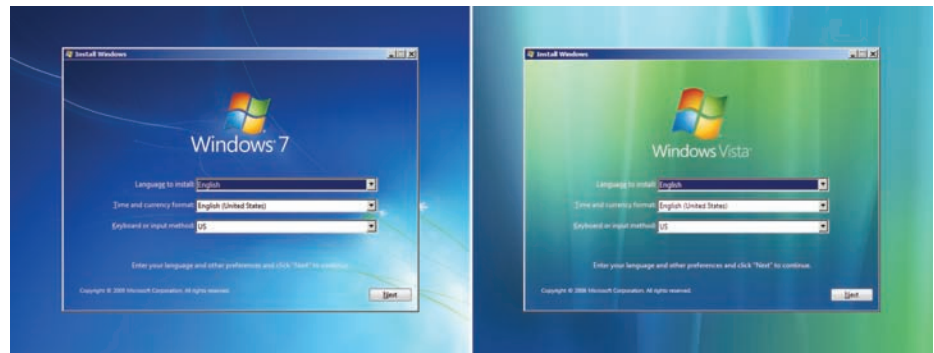 Install Windows
Windows 7
Language to install: English
Time and currency format: English (United States)
Keyboard or input method: US
Enter your language and other preferences and click "Next" to continue.
Copyright © 2008 Microsoft Corporation. All rights reserved.
Next
Install Windows
Windows Vista
Language to install: English
Time and currency format: English (United States)
Keyboard or input method: US
Enter your language and other preferences and click "Next" to continue.
Copyright © 2008 Microsoft Corporation. All rights reserved.
Next